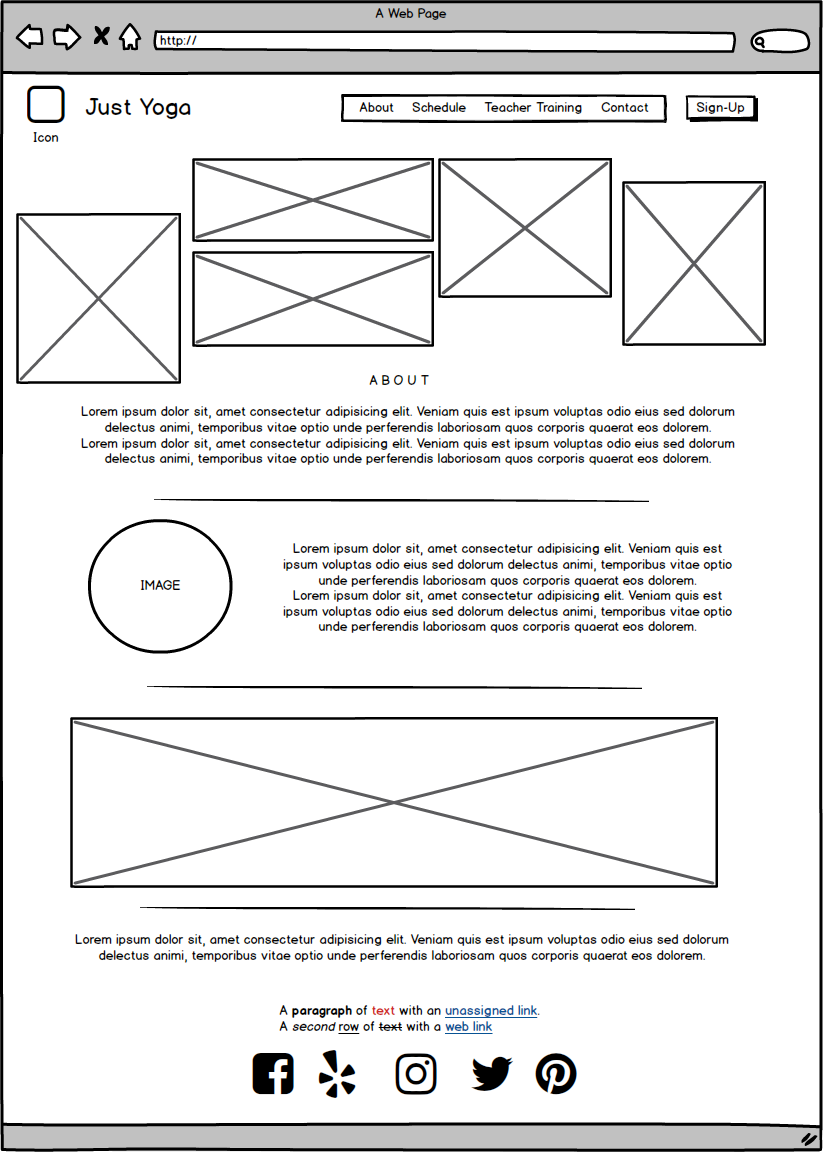 A Web Page
http://
Just Yoga
About Schedule Teacher Training Contact
Sign-Up
Icon
ABOUT
Lorem ipsum dolor sit, amet consectetur adipisicing elit. Veniam quis est ipsum voluptas odio eius sed dolorum
delectus animi, temporibus vitae optio unde perferendis laboriosam quos corporis quaerat eos dolorem.
Lorem ipsum dolor sit, amet consectetur adipisicing elit. Veniam quis est ipsum voluptas odio eius sed dolorum
delectus animi, temporibus vitae optio unde perferendis laboriosam quos corporis quaerat eos dolorem.
IMAGE
Lorem ipsum dolor sit, amet consectetur adipisicing elit. Veniam quis est
ipsum voluptas odio eius sed dolorum delectus animi, temporibus vitae optio
unde perferendis laboriosam quos corporis quaerat eos dolorem.
Lorem ipsum dolor sit, amet consectetur adipisicing elit. Veniam quis est
ipsum voluptas odio eius sed dolorum delectus animi, temporibus vitae optio
unde perferendis laboriosam quos corporis quaerat eos dolorem.
Lorem ipsum dolor sit, amet consectetur adipisicing elit. Veniam quis est ipsum voluptas odio eius sed dolorum
delectus animi, temporibus vitae optio unde perferendis laboriosam quos corporis quaerat eos dolorem.
A paragraph of text with an unassigned link.
A second row of text with a web link